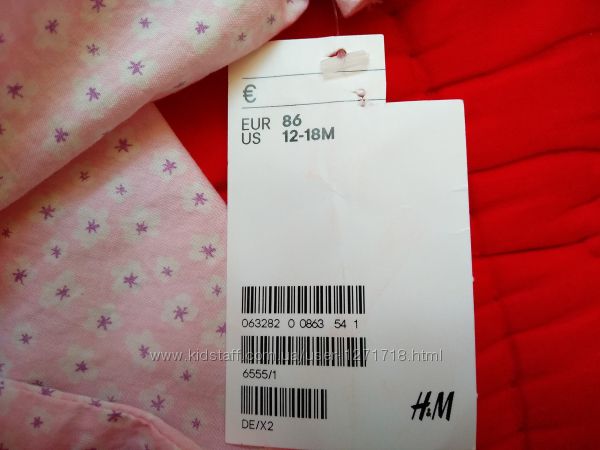 €
EUR 86
US 12-18M
063282 0 0863 54 1
www.kidstaff.com.ua/user-1271718.html
6555/1
DE/X2
H&M